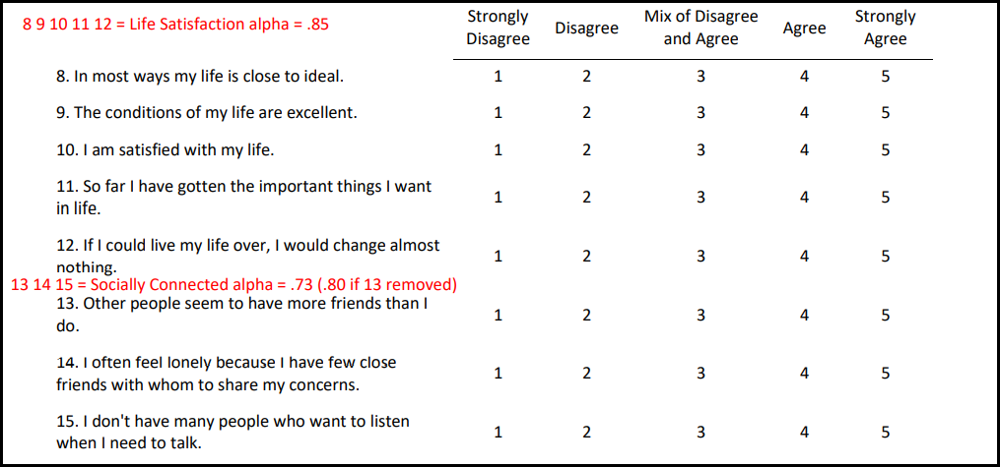 8 9 10 11 12 = Life Satisfaction alpha = .85
Strongly Disagree
Disagree
Mix of Disagree and Agree
Agree
Strongly Agree
8. In most ways my life is close to ideal. 1 2 3 4 5
9. The conditions of my life are excellent. 1 2 3 4 5
10. I am satisfied with my life. 1 2 3 4 5
11. So far I have gotten the important things I want
in life. 1 2 3 4 5
12. If I could live my life over, I would change almost
nothing. 1 2 3 4 5
13 14 15 = Socially Connected alpha = .73 (.80 if 13 removed)
13. Other people seem to have more friends than I
do. 1 2 3 4 5
14. I often feel lonely because I have few close
friends with whom to share my concerns. 1 2 3 4 5
15. I don't have many people who want to listen
when I need to talk. 1 2 3 4 5